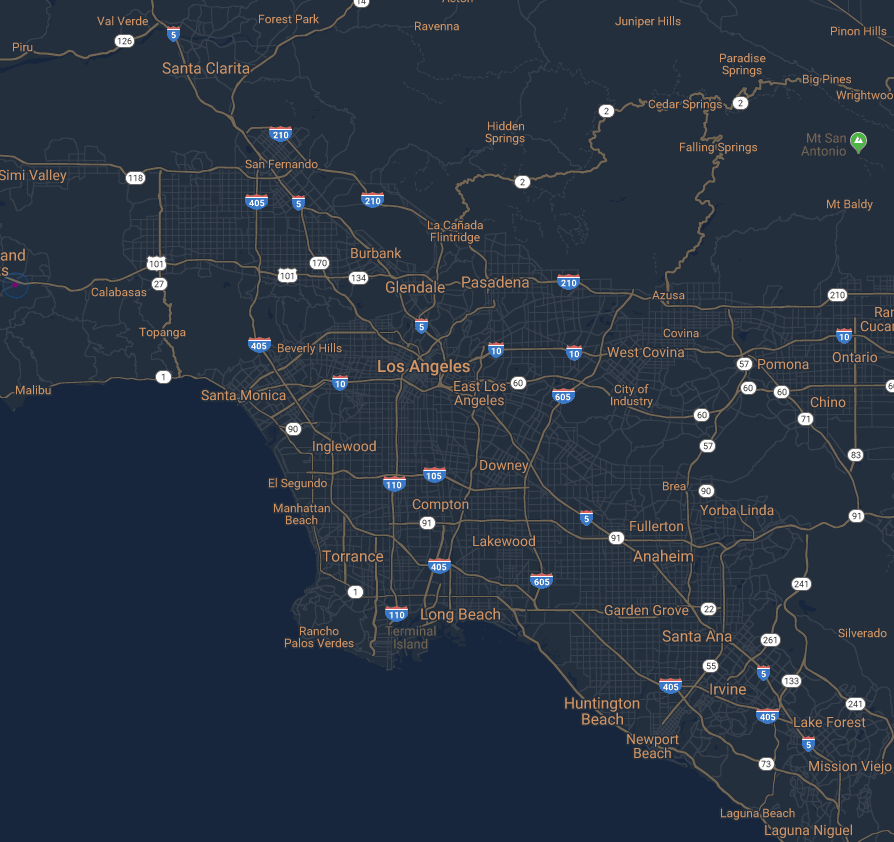 Acton
14
Val Verde
Forest Park
Juniper Hills
Ravenna
Pinon Hills
5
126
Piru
Santa Clarita
Paradise
Springs
Big Pines
Wrightwoo
Cedar Springs
2
2
Hidden
Springs
210
Mt San
Antonio
Falling Springs
San Fernando
118
Simi Valley
2
405
5
210
Mt Baldy
La Cañada
Flintridge
and
s
101
Burbank
170
101
134
27
Calabasas
Glendale
Pasadena
210
Azusa
210
Ran
Cuca
5
Topanga
Covina
10
405
Beverly Hills
10
10
West Covina
Ontario
57
Pomona
Los Angeles
1
10
60
Malibu
Santa Monica
East Los
Angeles
605
City of
Industry
60
60
60
Chino
60
71
90
Inglewood
57
83
Downey
105
El Segundo
110
Brea
90
Compton
Manhattan
Beach
91
5
Yorba Linda
91
Fullerton
91
Lakewood
Torrance
Anaheim
405
605
1
241
110
Long Beach
Garden Grove
22
Terminal
Island
Rancho
Palos Verdes
Santa Ana
261
Silverado
55
5
133
405
Irvine
Huntington
Beach
241
405
Lake Forest
Newport
Beach
5
73
Mission Viejo
Laguna Beach
Laguna Niguel